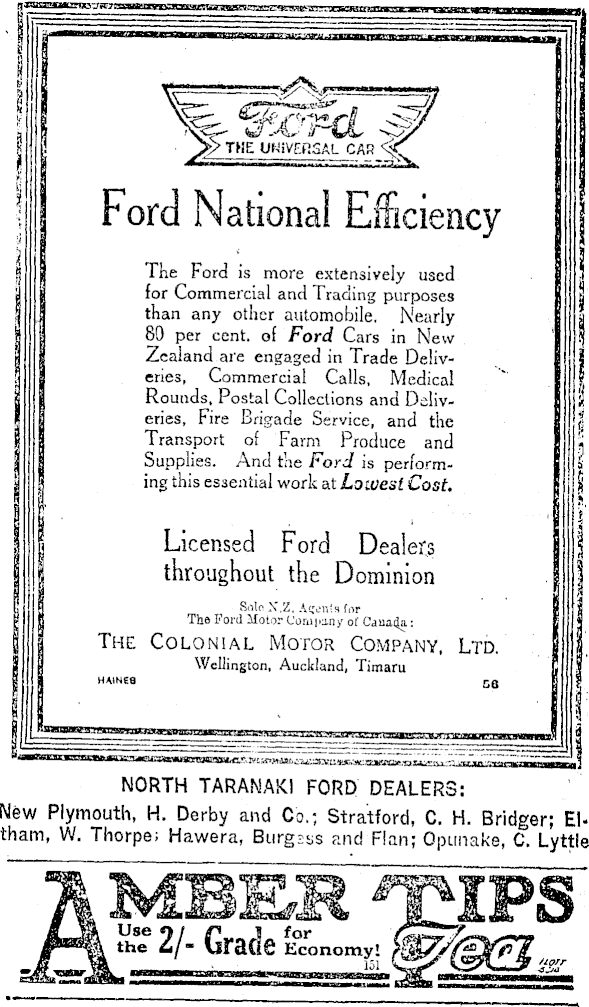 Ford
THE UNIVERSAL CAR
Ford National Efficiency
The Ford is more extensively used
for Commercial and Trading purposes
than any other automobile. Nearly
80 per cent. of Ford Cars in New
Zealand are engaged in Trade Deliv-
eries, Commercial Calls, Medical
Rounds, Postal Collections and Deliv-
eries, Fire Brigade Service, and the
Transport of Farm Produce and
Supplies. And the Ford is perform-
ing this essential work at Lowest Cost.
Licensed Ford Dealers
throughout the Dominion
Sole N.Z. Agents for
The Ford Motor Company of Canada:
THE COLONIAL MOTOR COMPANY, LTD.
Wellington, Auckland, Timaru
HAINES 56
NORTH TARANAKI FORD DEALERS:
New Plymouth, H. Derby and Co.; Stratford, C. H. Bridger; El-
tham, W. Thorpe; Hawera, Burgess and Flan; Opunake, C. Lyttle
AMBER TIPS
Use the 2/- Grade for Economy! Tea
151